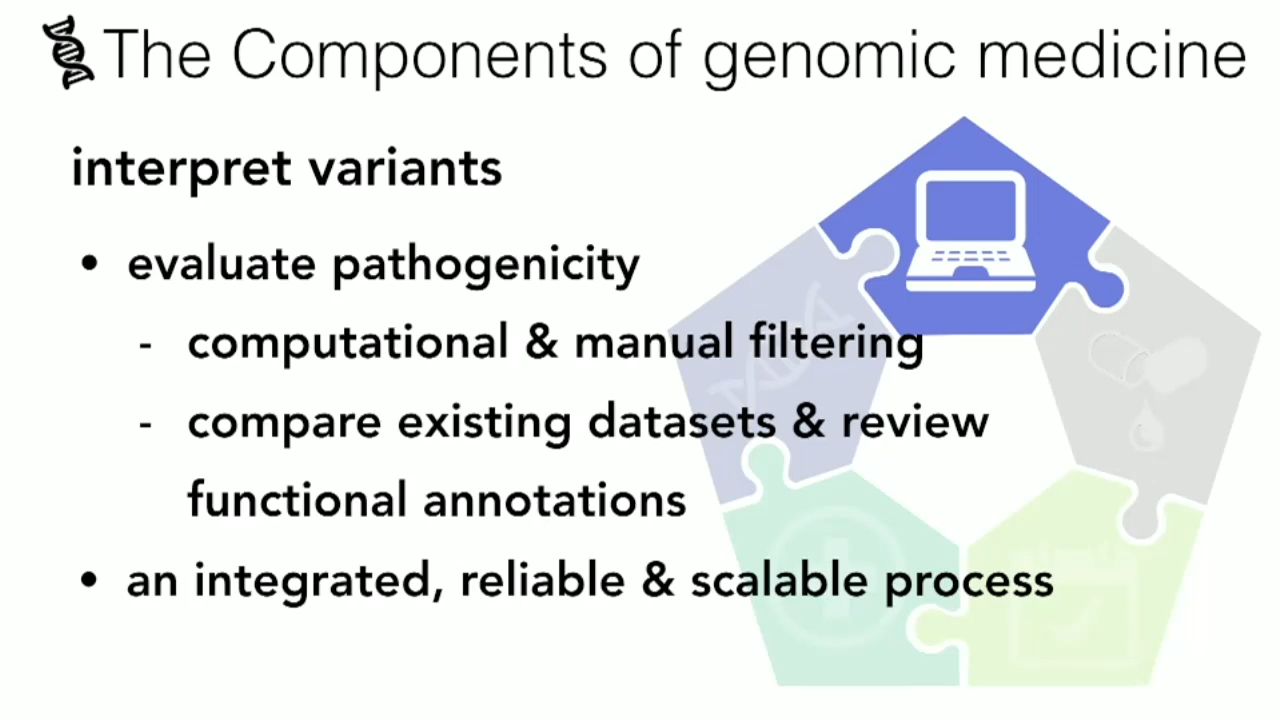 The Components of genomic medicine
interpret variants
• evaluate pathogenicity
- computational & manual filtering
- compare existing datasets & review
functional annotations
• an integrated, reliable & scalable process